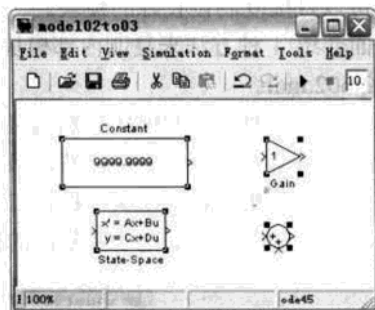 model02to03
File Edit View Simulation Format Tools Help
10.
Constant
9999.9999
1
Gain
x' = Ax+Bu
y = Cx+Du
State-Space
100%
ode45